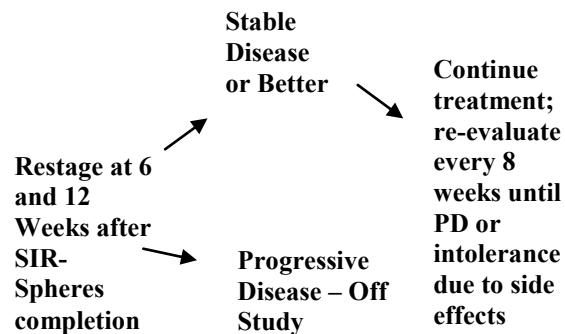 Restage at 6
and 12
Weeks after
SIR-
Spheres
completion
Stable
Disease
or Better
Progressive
Disease – Off
Study
Continue
treatment;
re-evaluate
every 8
weeks until
PD or
intolerance
due to side
effects